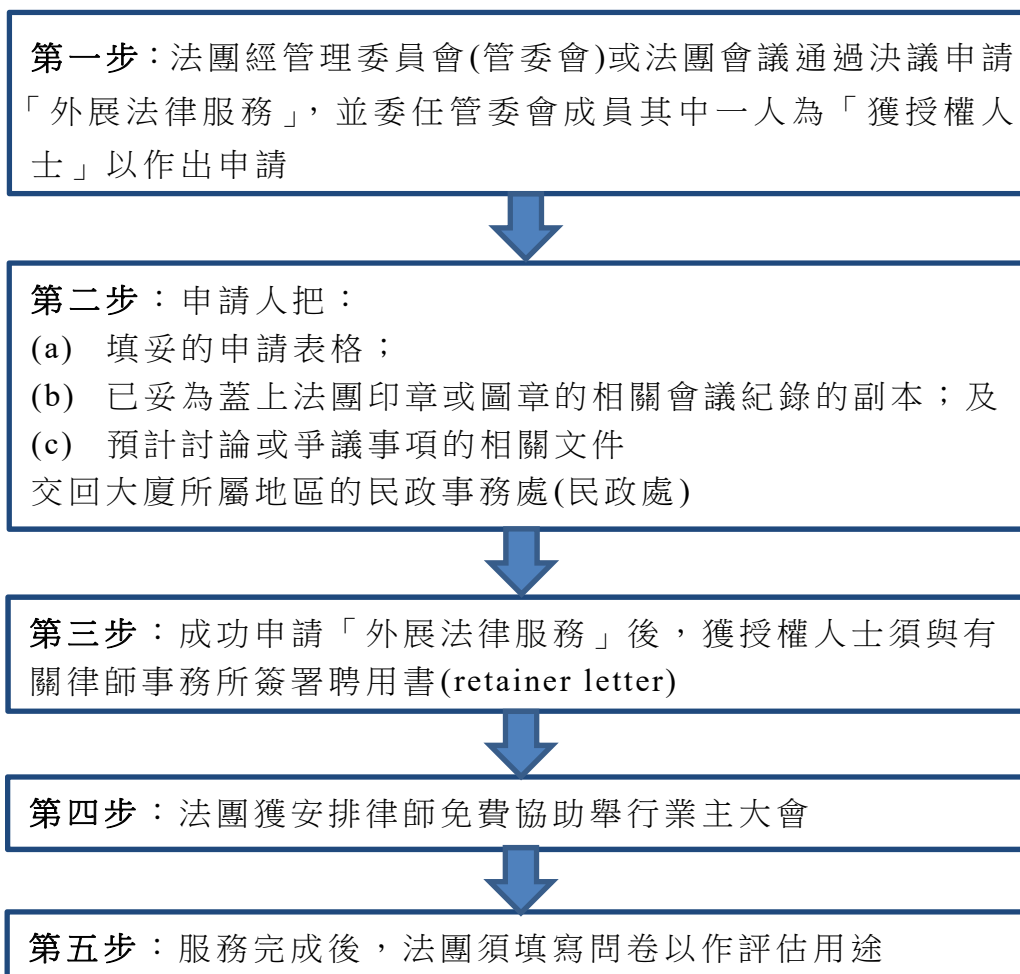 第一步：法團經管理委員會(管委會)或法團會議通過決議申請
「外展法律服務」，並委任管委會成員其中一人為「獲授權人
士」以作出申請
第二步：申請人把：
(a) 填妥的申請表格；
(b) 已妥為蓋上法團印章或圖章的相關會議紀錄的副本；及
(c) 預計討論或爭議事項的相關文件
交回大廈所屬地區的民政事務處(民政處)
第三步：成功申請「外展法律服務」後，獲授權人士須與有
關律師事務所簽署聘用書(retainer letter)
第四步：法團獲安排律師免費協助舉行業主大會
第五步：服務完成後，法團須填寫問卷以作評估用途